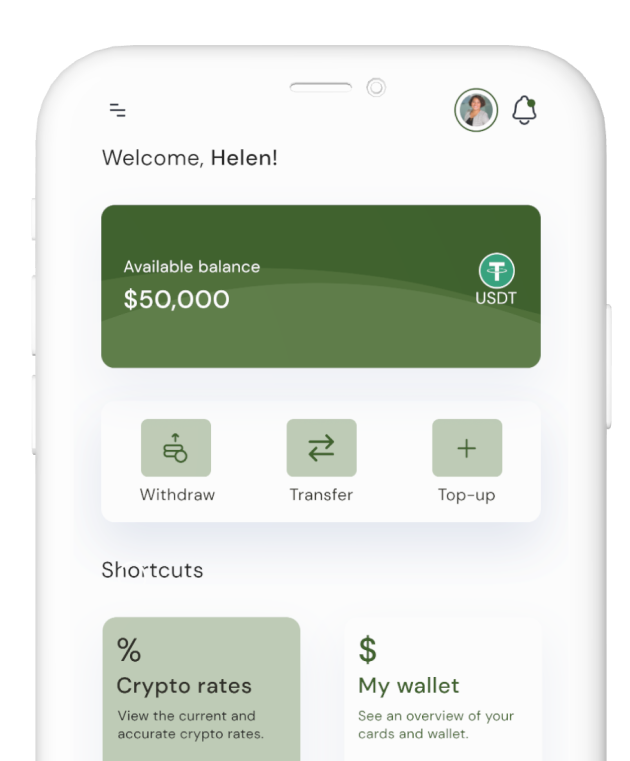 Welcome, Helen!
Available balance
$50,000
USDT
Withdraw
Transfer
Top-up
Shortcuts
%
$
Crypto rates
My wallet
View the current and
accurate crypto rates.
See an overview of your
cards and wallet.